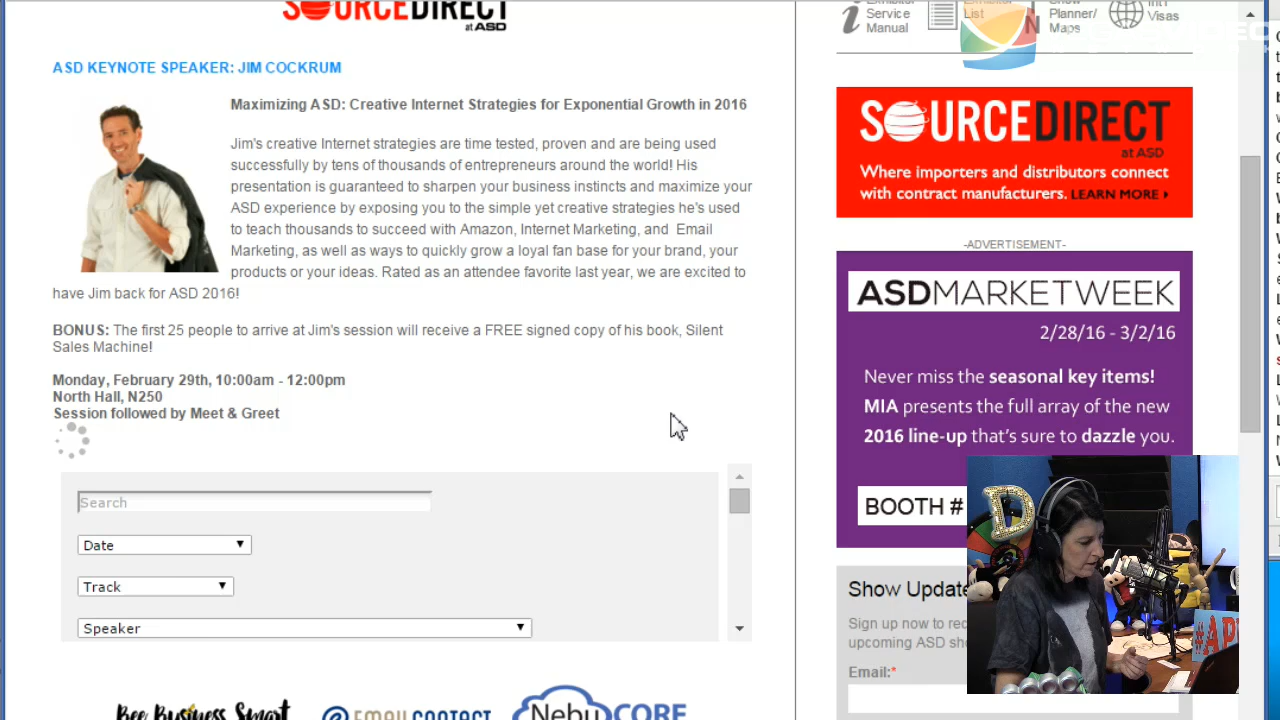 SOURCEDIRECT
at ASD
ASD KEYNOTE SPEAKER: JIM COCKRUM
Maximizing ASD: Creative Internet Strategies for Exponential Growth in 2016
Jim's creative Internet strategies are time tested, proven and are being used
successfully by tens of thousands of entrepreneurs around the world! His
presentation is guaranteed to sharpen your business instincts and maximize your
ASD experience by exposing you to the simple yet creative strategies he's used
to teach thousands to succeed with Amazon, Internet Marketing, and Email
Marketing, as well as ways to quickly grow a loyal fan base for your brand, your
products or your ideas. Rated as an attendee favorite last year, we are excited to
have Jim back for ASD 2016!
BONUS: The first 25 people to arrive at Jim's session will receive a FREE signed copy of his book, Silent
Sales Machine!
Monday, February 29th, 10:00am - 12:00pm
North Hall, N250
Session followed by Meet & Greet
Search
Date
Track
Speaker
Bee Business Smart
EMAIL CONTACT
NebuCORE
Exhibitor
Service
Manual
List
Show
Planner/
Maps
Int'l
Visas
SOURCEDIRECT
at ASD
Where importers and distributors connect
with contract manufacturers. LEARN MORE
-ADVERTISEMENT-
ASDMARKETWEEK
2/28/16 - 3/2/16
Never miss the seasonal key items!
MIA presents the full array of the new
2016 line-up that's sure to dazzle you.
BOOTH #
Show Update
Sign up now to rec
upcoming ASD sho
Email:*
D